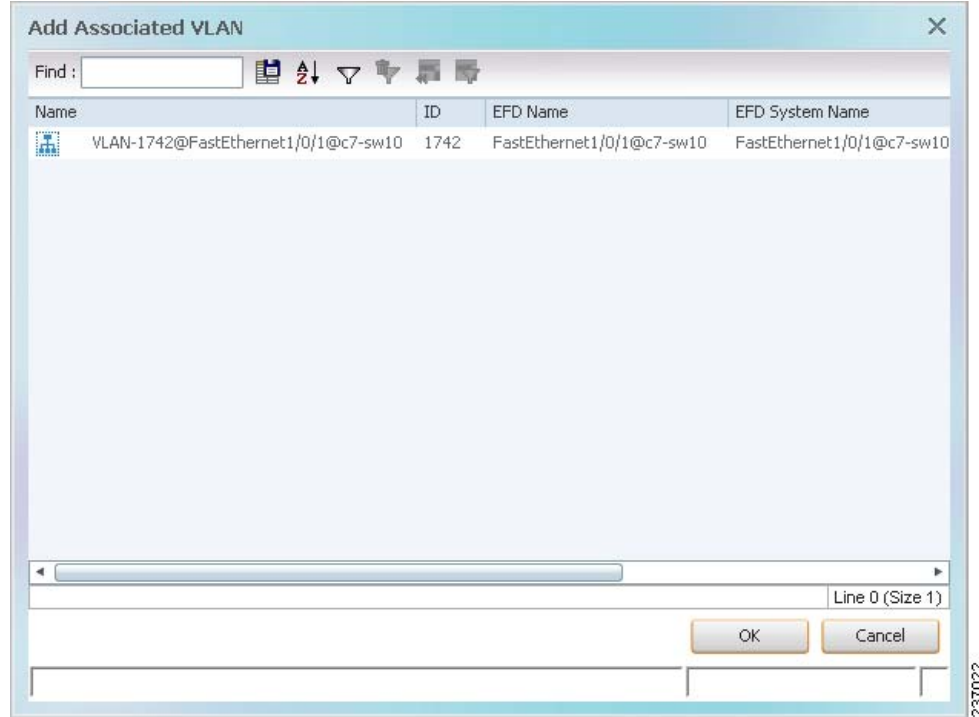 Add Associated VLAN
Find :
Name ID EFD Name EFD System Name
VLAN-1742@FastEthernet1/0/1@c7-sw10 1742 FastEthernet1/0/1@c7-sw10 FastEthernet1/0/1@c7-sw10
Line 0 (Size 1)
OK Cancel
237022